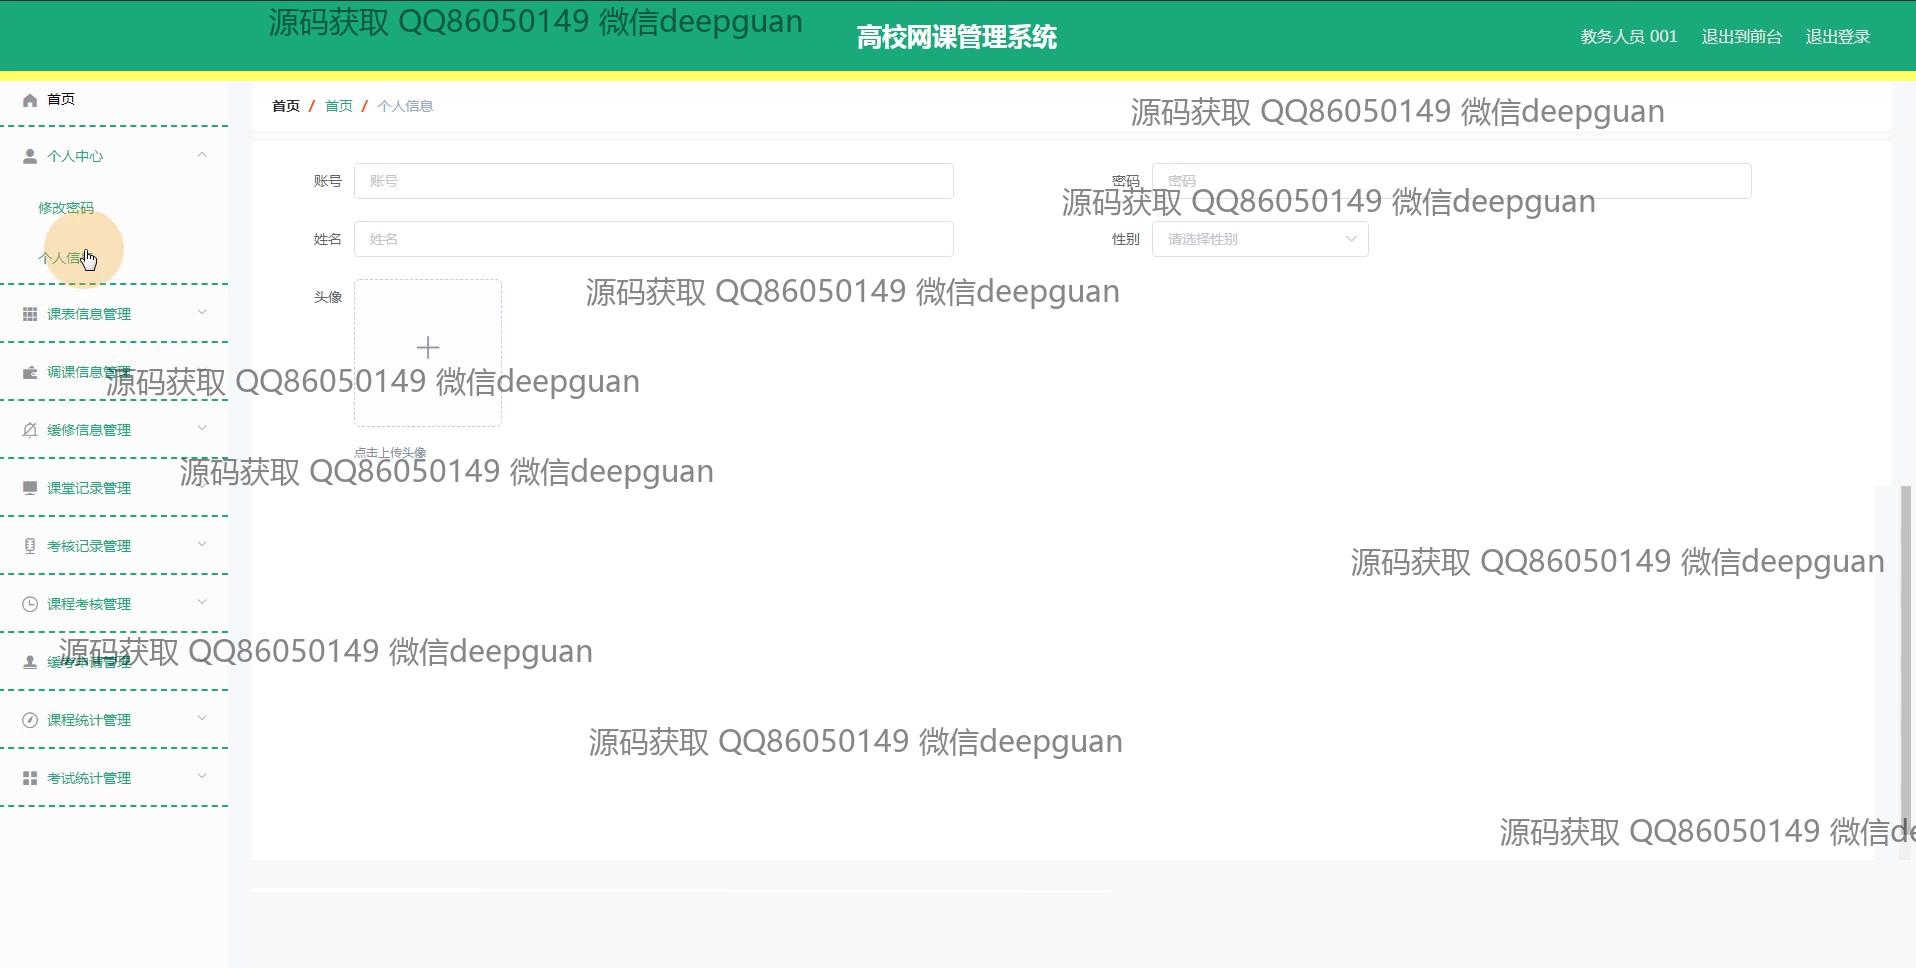 源码获取 QQ86050149 微信deepguan
高校网课管理系统
教务人员 001 退出到前台 退出登录
首页
首页 / 首页 / 个人信息
源码获取 QQ86050149 微信deepguan
个人中心
账号 账号
密码 密码
修改密码
源码获取 QQ86050149 微信deepguan
姓名 姓名
性别 请选择性别
个人信
头像
源码获取 QQ86050149 微信deepguan
课表信息管理
调课信息管理
源码获取 QQ86050149 微信deepguan
缓修信息管理
点击上传头像
源码获取 QQ86050149 微信deepguan
课堂记录管理
考核记录管理
源码获取 QQ86050149 微信deepguan
课程考核管理
源码获取 QQ86050149 微信deepguan
缓考申请管理
课程统计管理
源码获取 QQ86050149 微信deepguan
考试统计管理
源码获取 QQ86050149 微信de